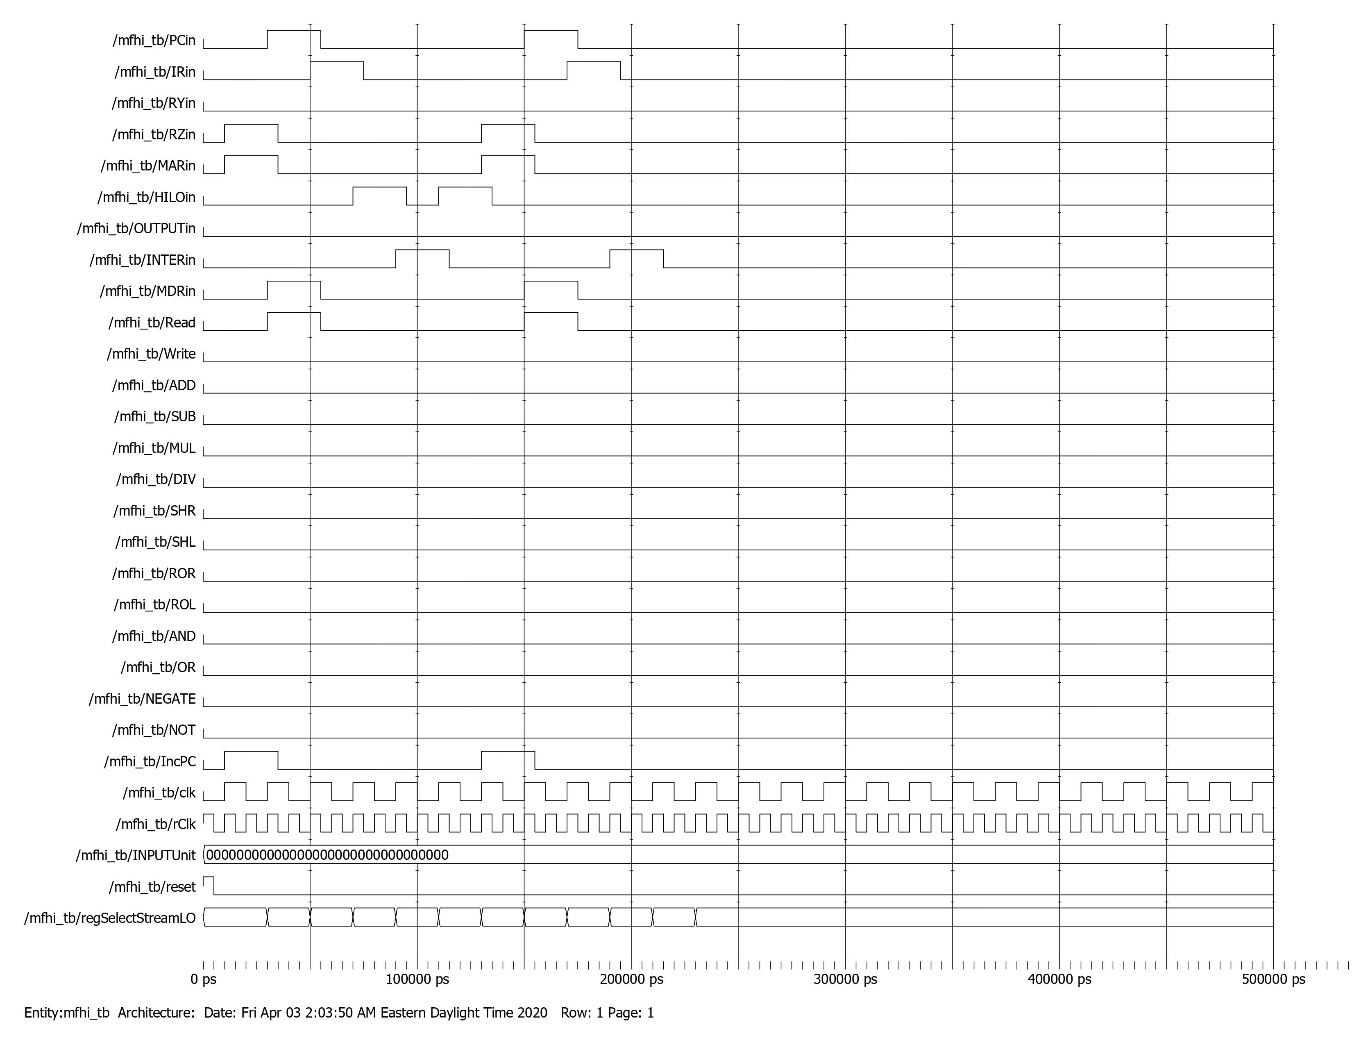 /mfhi_tb/PCin
/mfhi_tb/IRin
/mfhi_tb/RYin
/mfhi_tb/RZin
/mfhi_tb/MARin
/mfhi_tb/HILOin
/mfhi_tb/OUTPUTin
/mfhi_tb/INTERin
/mfhi_tb/MDRin
/mfhi_tb/Read
/mfhi_tb/Write
/mfhi_tb/ADD
/mfhi_tb/SUB
/mfhi_tb/MUL
/mfhi_tb/DIV
/mfhi_tb/SHR
/mfhi_tb/SHL
/mfhi_tb/ROR
/mfhi_tb/ROL
/mfhi_tb/AND
/mfhi_tb/OR
/mfhi_tb/NEGATE
/mfhi_tb/NOT
/mfhi_tb/IncPC
/mfhi_tb/clk
/mfhi_tb/rClk
/mfhi_tb/INPUTUnit 00000000000000000000000000000000
/mfhi_tb/reset
/mfhi_tb/regSelectStreamLO
0 ps 100000 ps 200000 ps 300000 ps 400000 ps 500000 ps
Entity:mfhi_tb Architecture: Date: Fri Apr 03 2:03:50 AM Eastern Daylight Time 2020 Row: 1 Page: 1